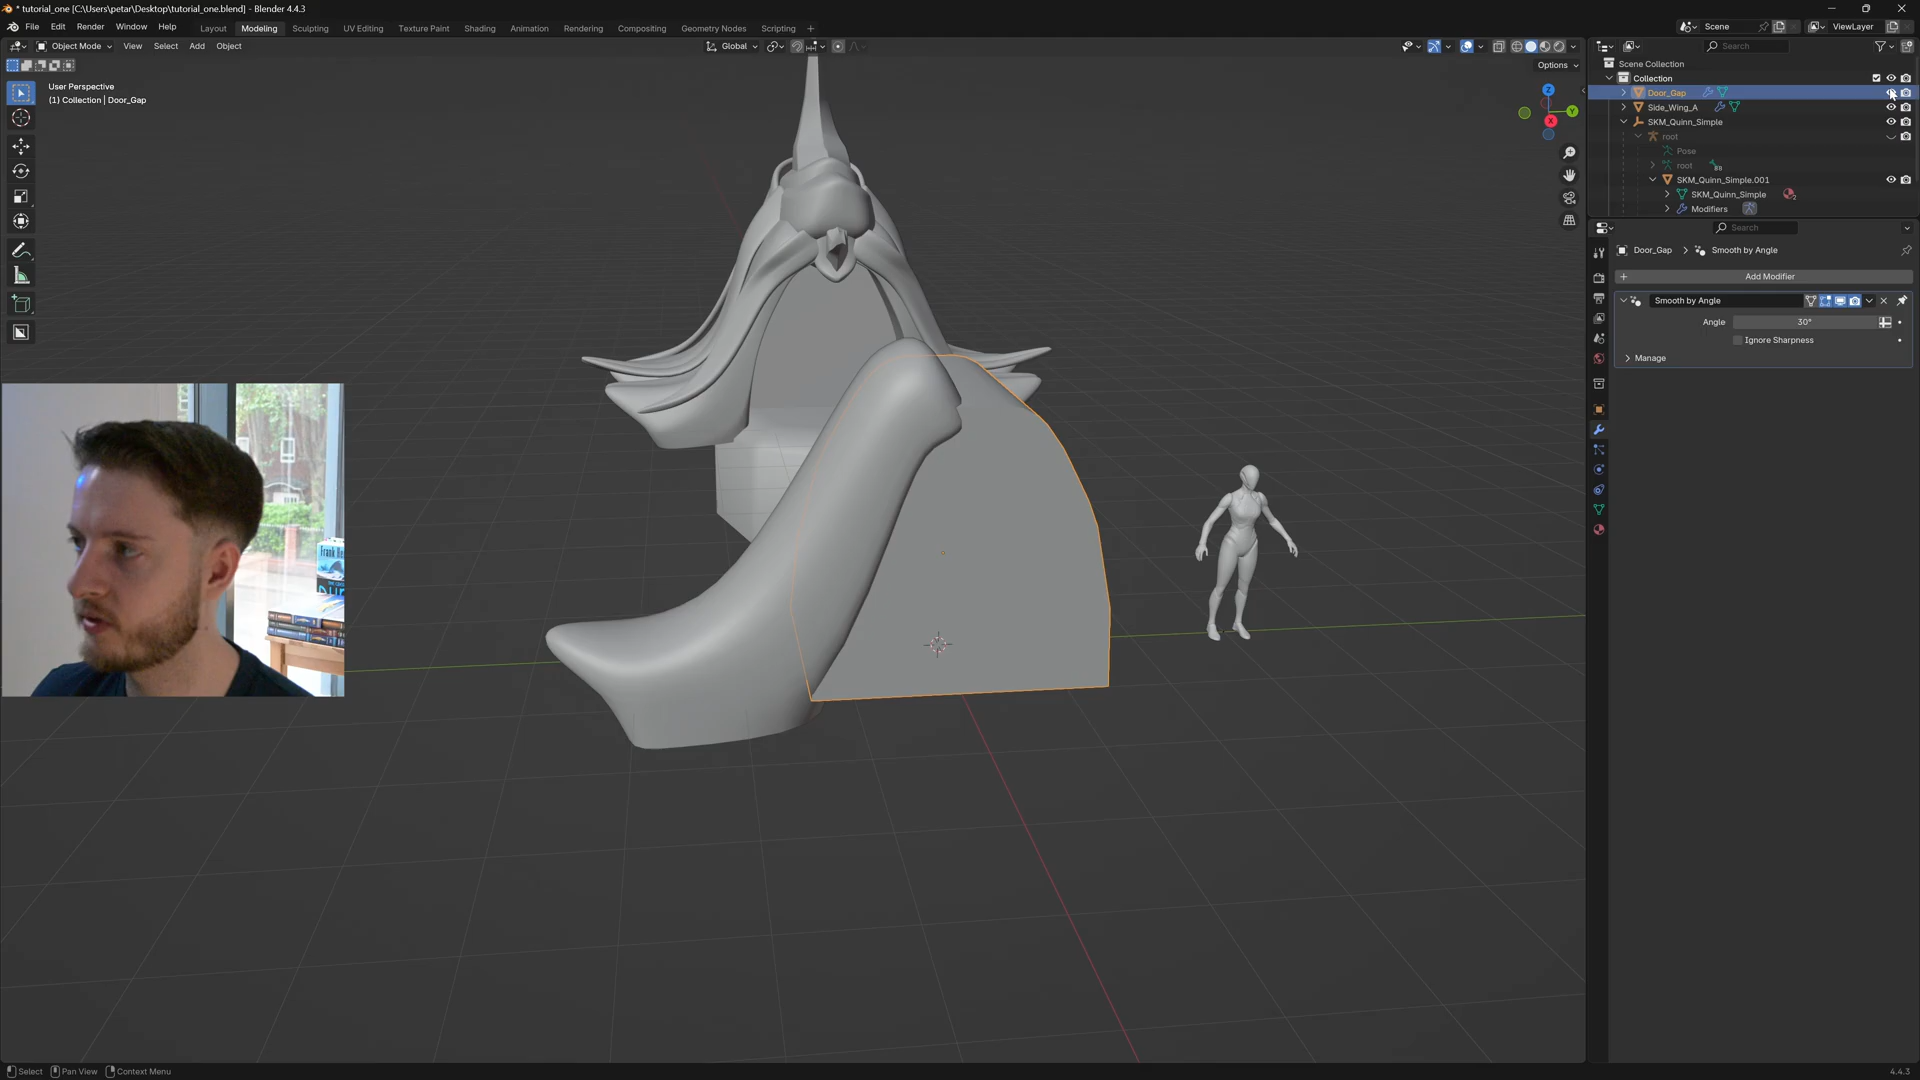 * tutorial_one [C:\Users\petar\Desktop\tutorial_one.blend] - Blender 4.4.3
File Edit Render Window Help Layout Modeling Sculpting UV Editing Texture Paint Shading Animation Rendering Compositing Geometry Nodes Scripting + Scene ViewLayer
Object Mode View Select Add Object Global Search
Options
User Perspective
(1) Collection | Door_Gap
Z
Y
X
Scene Collection
Collection
Door_Gap
Side_Wing_A
SKM_Quinn_Simple
root
Pose
root
SKM_Quinn_Simple.001
SKM_Quinn_Simple 2
Modifiers
Search
Door_Gap > Smooth by Angle
+ Add Modifier
Smooth by Angle
Angle 30°
Ignore Sharpness
Manage
Select Pan View Context Menu 4.4.3